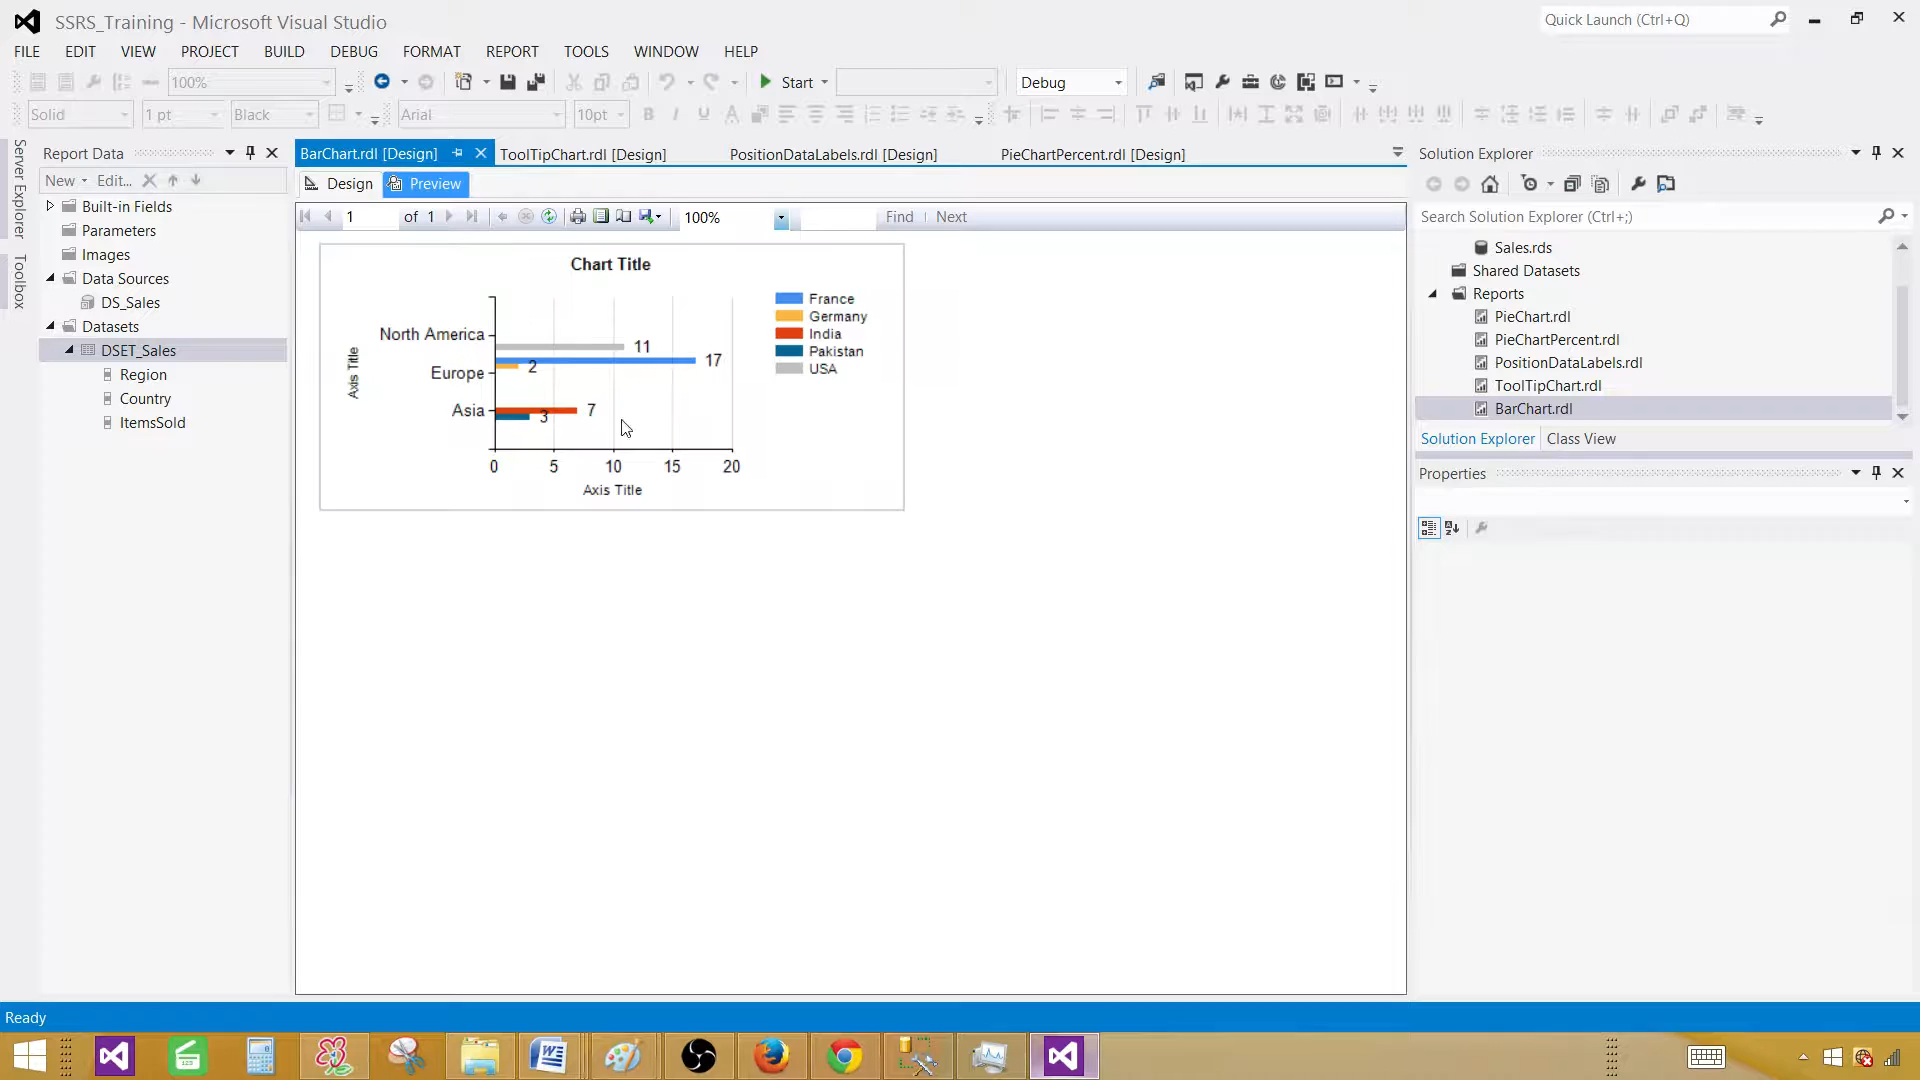 SSRS_Training - Microsoft Visual Studio
Quick Launch (Ctrl+Q)
FILE EDIT VIEW PROJECT BUILD DEBUG FORMAT REPORT TOOLS WINDOW HELP
100% Start Debug
Solid 1 pt Black Arial 10pt B I U A
Server Explorer
Toolbox
Report Data
New Edit...
Built-in Fields
Parameters
Images
Data Sources
DS_Sales
Datasets
DSET_Sales
Region
Country
ItemsSold
BarChart.rdl [Design] ToolTipChart.rdl [Design] PositionDataLabels.rdl [Design] PieChartPercent.rdl [Design]
Design Preview
1 of 1 100% Find Next
Chart Title
North America
Europe
Asia
Axis Title
11
17
2
7
3
0 5 10 15 20
Axis Title
France
Germany
India
Pakistan
USA
Solution Explorer
Search Solution Explorer (Ctrl+;)
Sales.rds
Shared Datasets
Reports
PieChart.rdl
PieChartPercent.rdl
PositionDataLabels.rdl
ToolTipChart.rdl
BarChart.rdl
Solution Explorer Class View
Properties
Ready